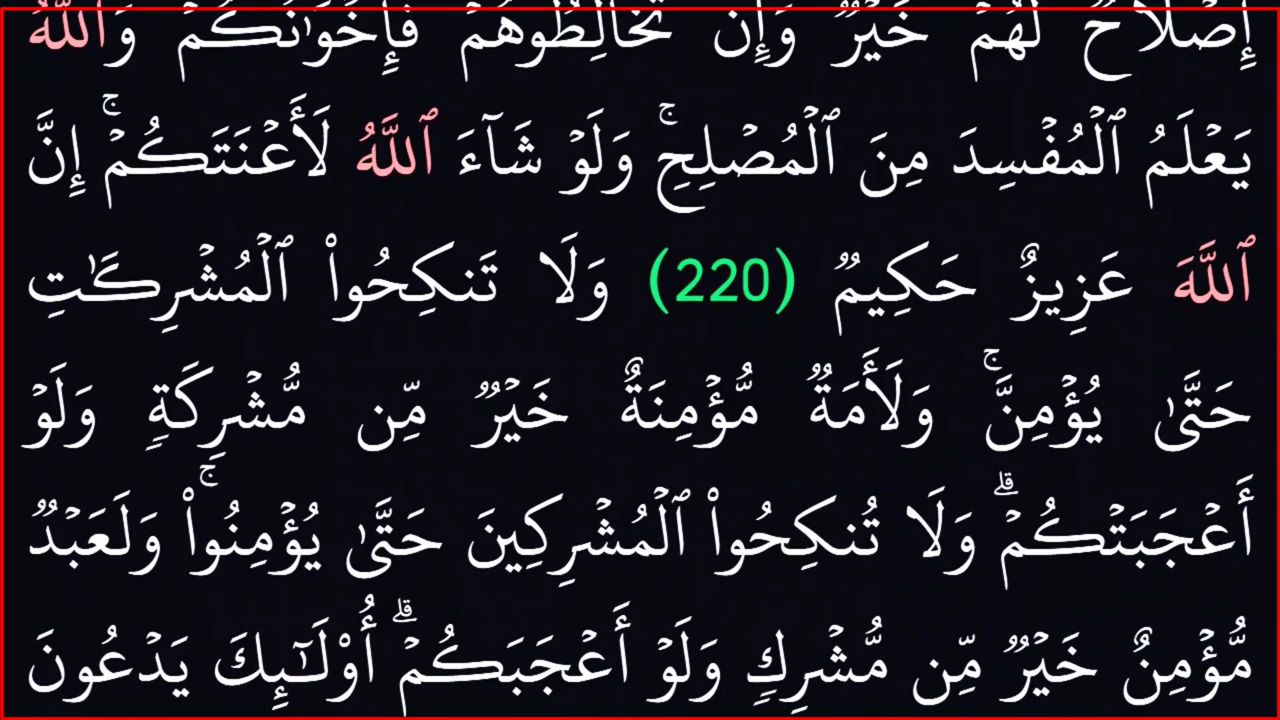 إِصۡلَاحٞ لَّهُمۡ خَيۡرٞۖ وَإِن تُخَالِطُوهُمۡ فَإِخۡوَٰنُكُمۡۚ وَٱللَّهُ
يَعۡلَمُ ٱلۡمُفۡسِدَ مِنَ ٱلۡمُصۡلِحِۚ وَلَوۡ شَآءَ ٱللَّهُ لَأَعۡنَتَكُمۡۚ إِنَّ
ٱللَّهَ عَزِيزٌ حَكِيمٞ (220) وَلَا تَنكِحُواْ ٱلۡمُشۡرِكَٰتِ
حَتَّىٰ يُؤۡمِنَّۚ وَلَأَمَةٞ مُّؤۡمِنَةٌ خَيۡرٞ مِّن مُّشۡرِكَةٖ وَلَوۡ
أَعۡجَبَتۡكُمۡۗ وَلَا تُنكِحُواْ ٱلۡمُشۡرِكِينَ حَتَّىٰ يُؤۡمِنُواْۚ وَلَعَبۡدٞ
مُّؤۡمِنٌ خَيۡرٞ مِّن مُّشۡرِكٖ وَلَوۡ أَعۡجَبَكُمۡۗ أُوْلَٰٓئِكَ يَدۡعُونَ